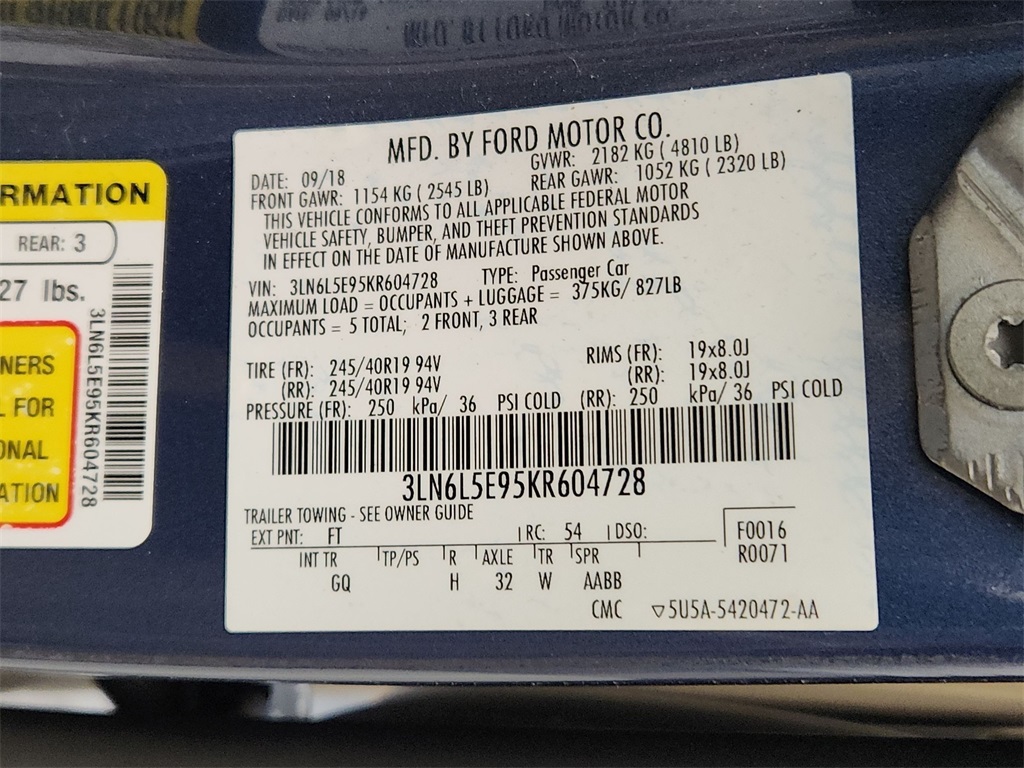 MFD. BY FORD MOTOR CO.
DATE: 09/18 GVWR: 2182 KG ( 4810 LB)
FRONT GAWR: 1154 KG ( 2545 LB) REAR GAWR: 1052 KG ( 2320 LB)
THIS VEHICLE CONFORMS TO ALL APPLICABLE FEDERAL MOTOR
VEHICLE SAFETY, BUMPER, AND THEFT PREVENTION STANDARDS
IN EFFECT ON THE DATE OF MANUFACTURE SHOWN ABOVE.
VIN: 3LN6L5E95KR604728 TYPE: Passenger Car
MAXIMUM LOAD = OCCUPANTS + LUGGAGE = 375KG/ 827LB
OCCUPANTS = 5 TOTAL; 2 FRONT, 3 REAR
TIRE (FR): 245/40R19 94V RIMS (FR): 19x8.0J
(RR): 245/40R19 94V (RR): 19x8.0J
PRESSURE (FR): 250 kPa/ 36 PSI COLD (RR): 250 kPa/ 36 PSI COLD
3LN6L5E95KR604728
TRAILER TOWING - SEE OWNER GUIDE
EXT PNT: FT RC: 54 DSO: F0016
R0071
INT TR TP/PS R AXLE TR SPR
GQ H 32 W AABB
CMC ▽5U5A-5420472-AA
RMATION
REAR: 3
27 lbs.
NERS
L FOR
ONAL
ATION
3LN6L5E95KR604728